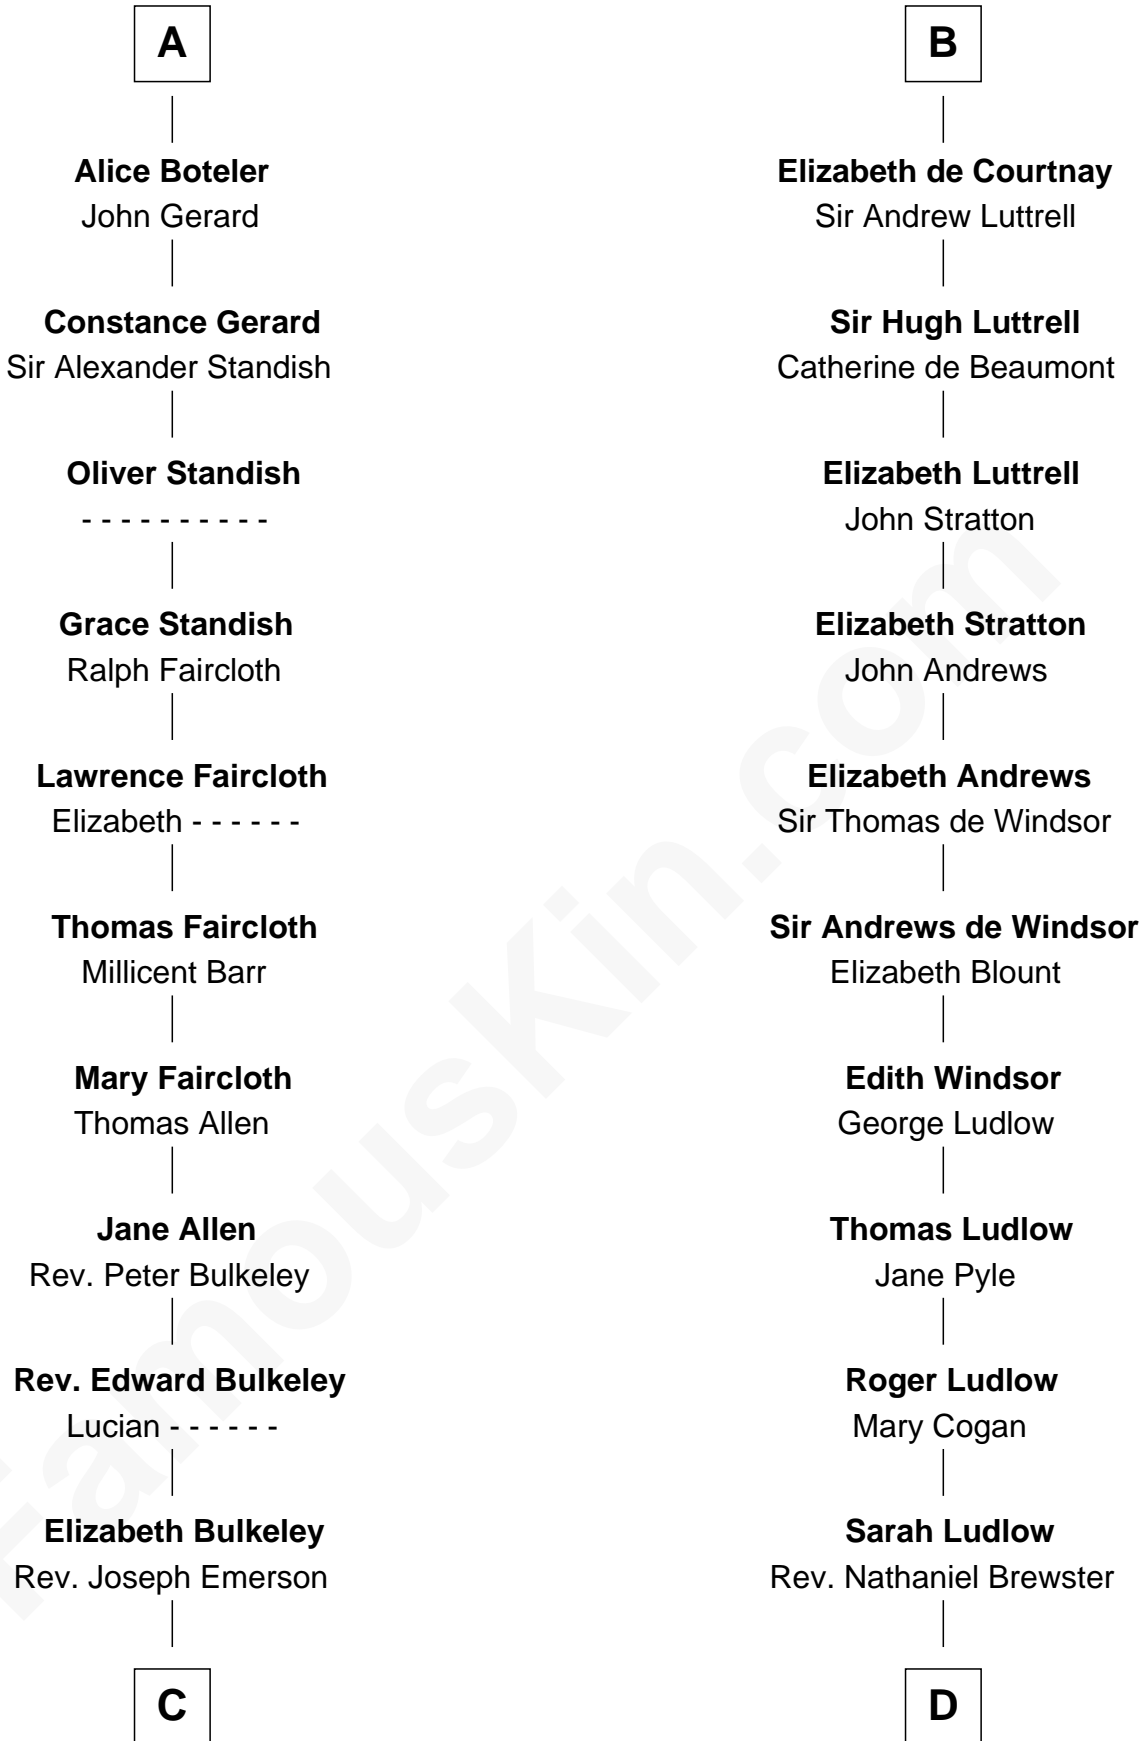 A
Alice Boteler
John Gerard
Constance Gerard
Sir Alexander Standish
Oliver Standish
- - - - - - - - - -
Grace Standish
Ralph Faircloth
Lawrence Faircloth
Elizabeth - - - - - -
Thomas Faircloth
Millicent Barr
Mary Faircloth
Thomas Allen
Jane Allen
Rev. Peter Bulkeley
Rev. Edward Bulkeley
Lucian - - - - - -
Elizabeth Bulkeley
Rev. Joseph Emerson
C
B
Elizabeth de Courtnay
Sir Andrew Luttrell
Sir Hugh Luttrell
Catherine de Beaumont
Elizabeth Luttrell
John Stratton
Elizabeth Stratton
John Andrews
Elizabeth Andrews
Sir Thomas de Windsor
Sir Andrews de Windsor
Elizabeth Blount
Edith Windsor
George Ludlow
Thomas Ludlow
Jane Pyle
Roger Ludlow
Mary Cogan
Sarah Ludlow
Rev. Nathaniel Brewster
D
FamousKin.com